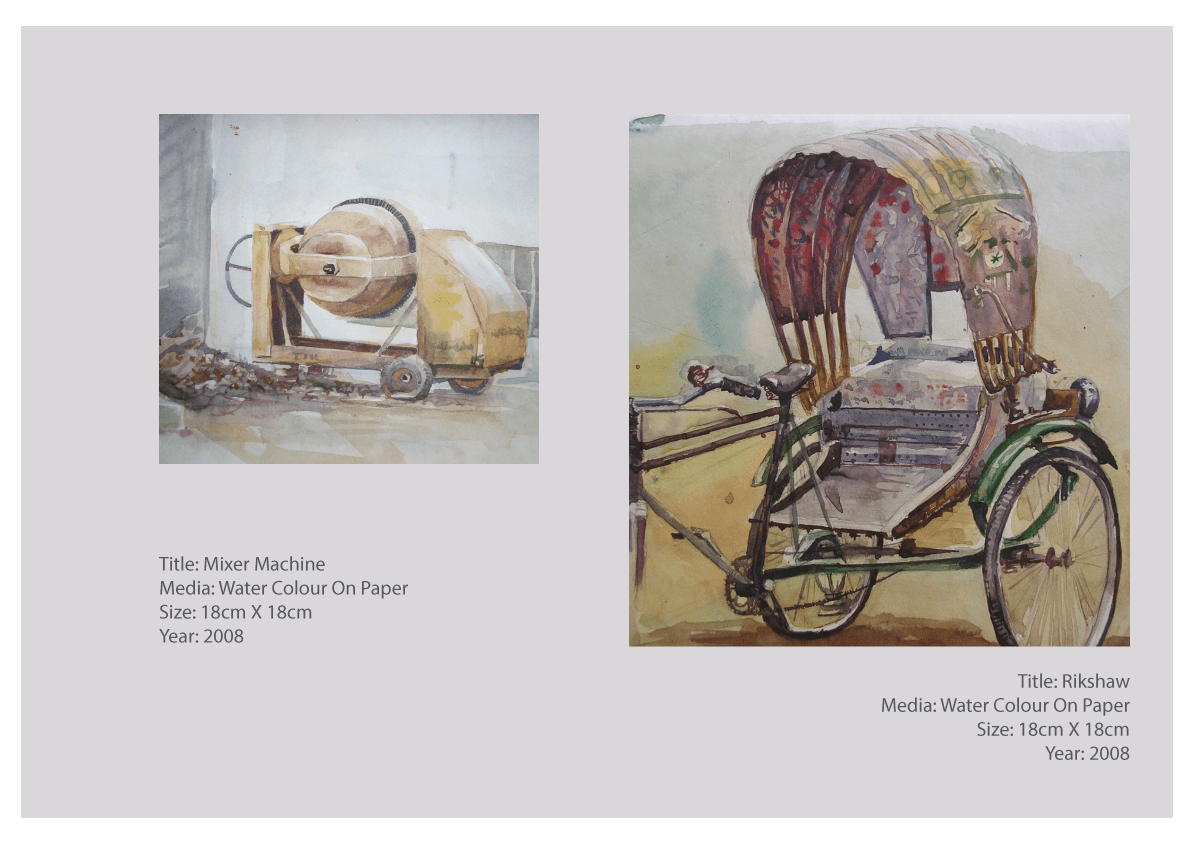 Title: Mixer Machine
Media: Water Colour On Paper
Size: 18cm X 18cm
Year: 2008
Title: Rikshaw
Media: Water Colour On Paper
Size: 18cm X 18cm
Year: 2008